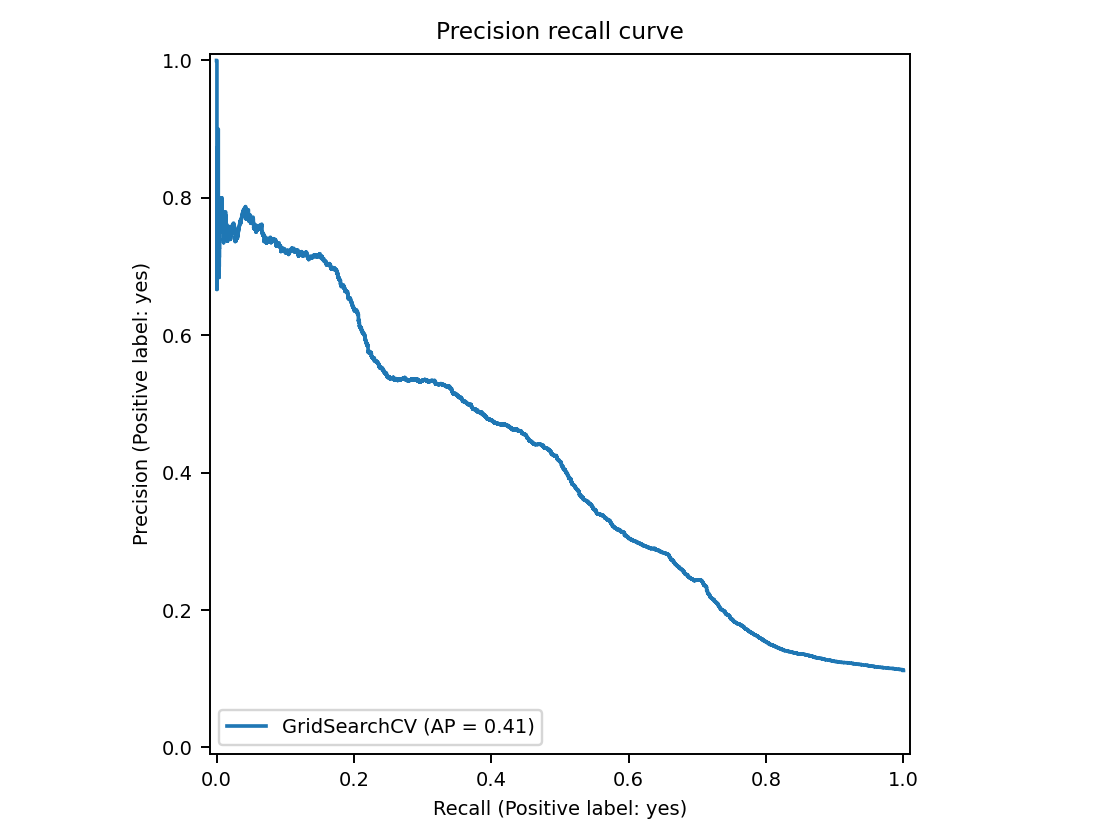 Precision recall curve
1.0
0.8
0.6
0.4
0.2
0.0
Precision (Positive label: yes)
GridSearchCV (AP = 0.41)
0.0 0.2 0.4 0.6 0.8 1.0
Recall (Positive label: yes)